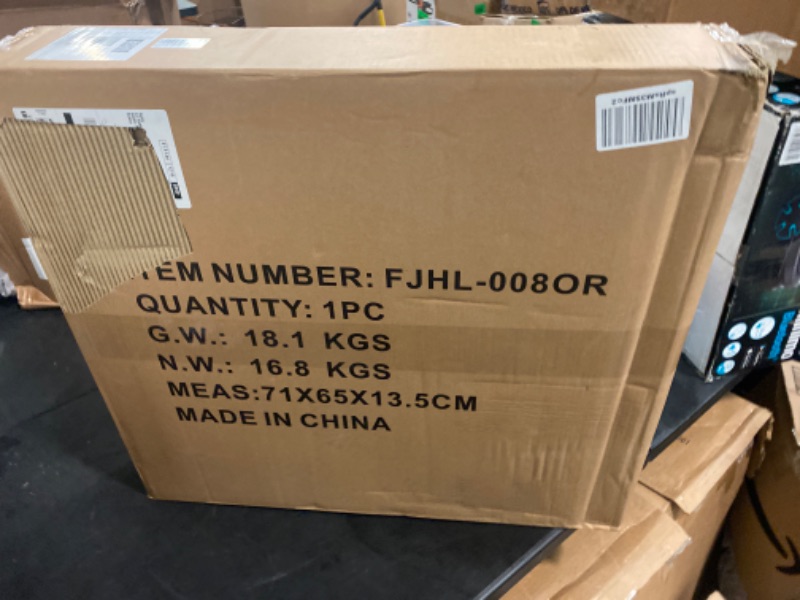 TEM NUMBER: FJHL-008OR
QUANTITY: 1PC
G.W.: 18.1 KGS
N.W.: 16.8 KGS
MEAS:71X65X13.5CM
MADE IN CHINA